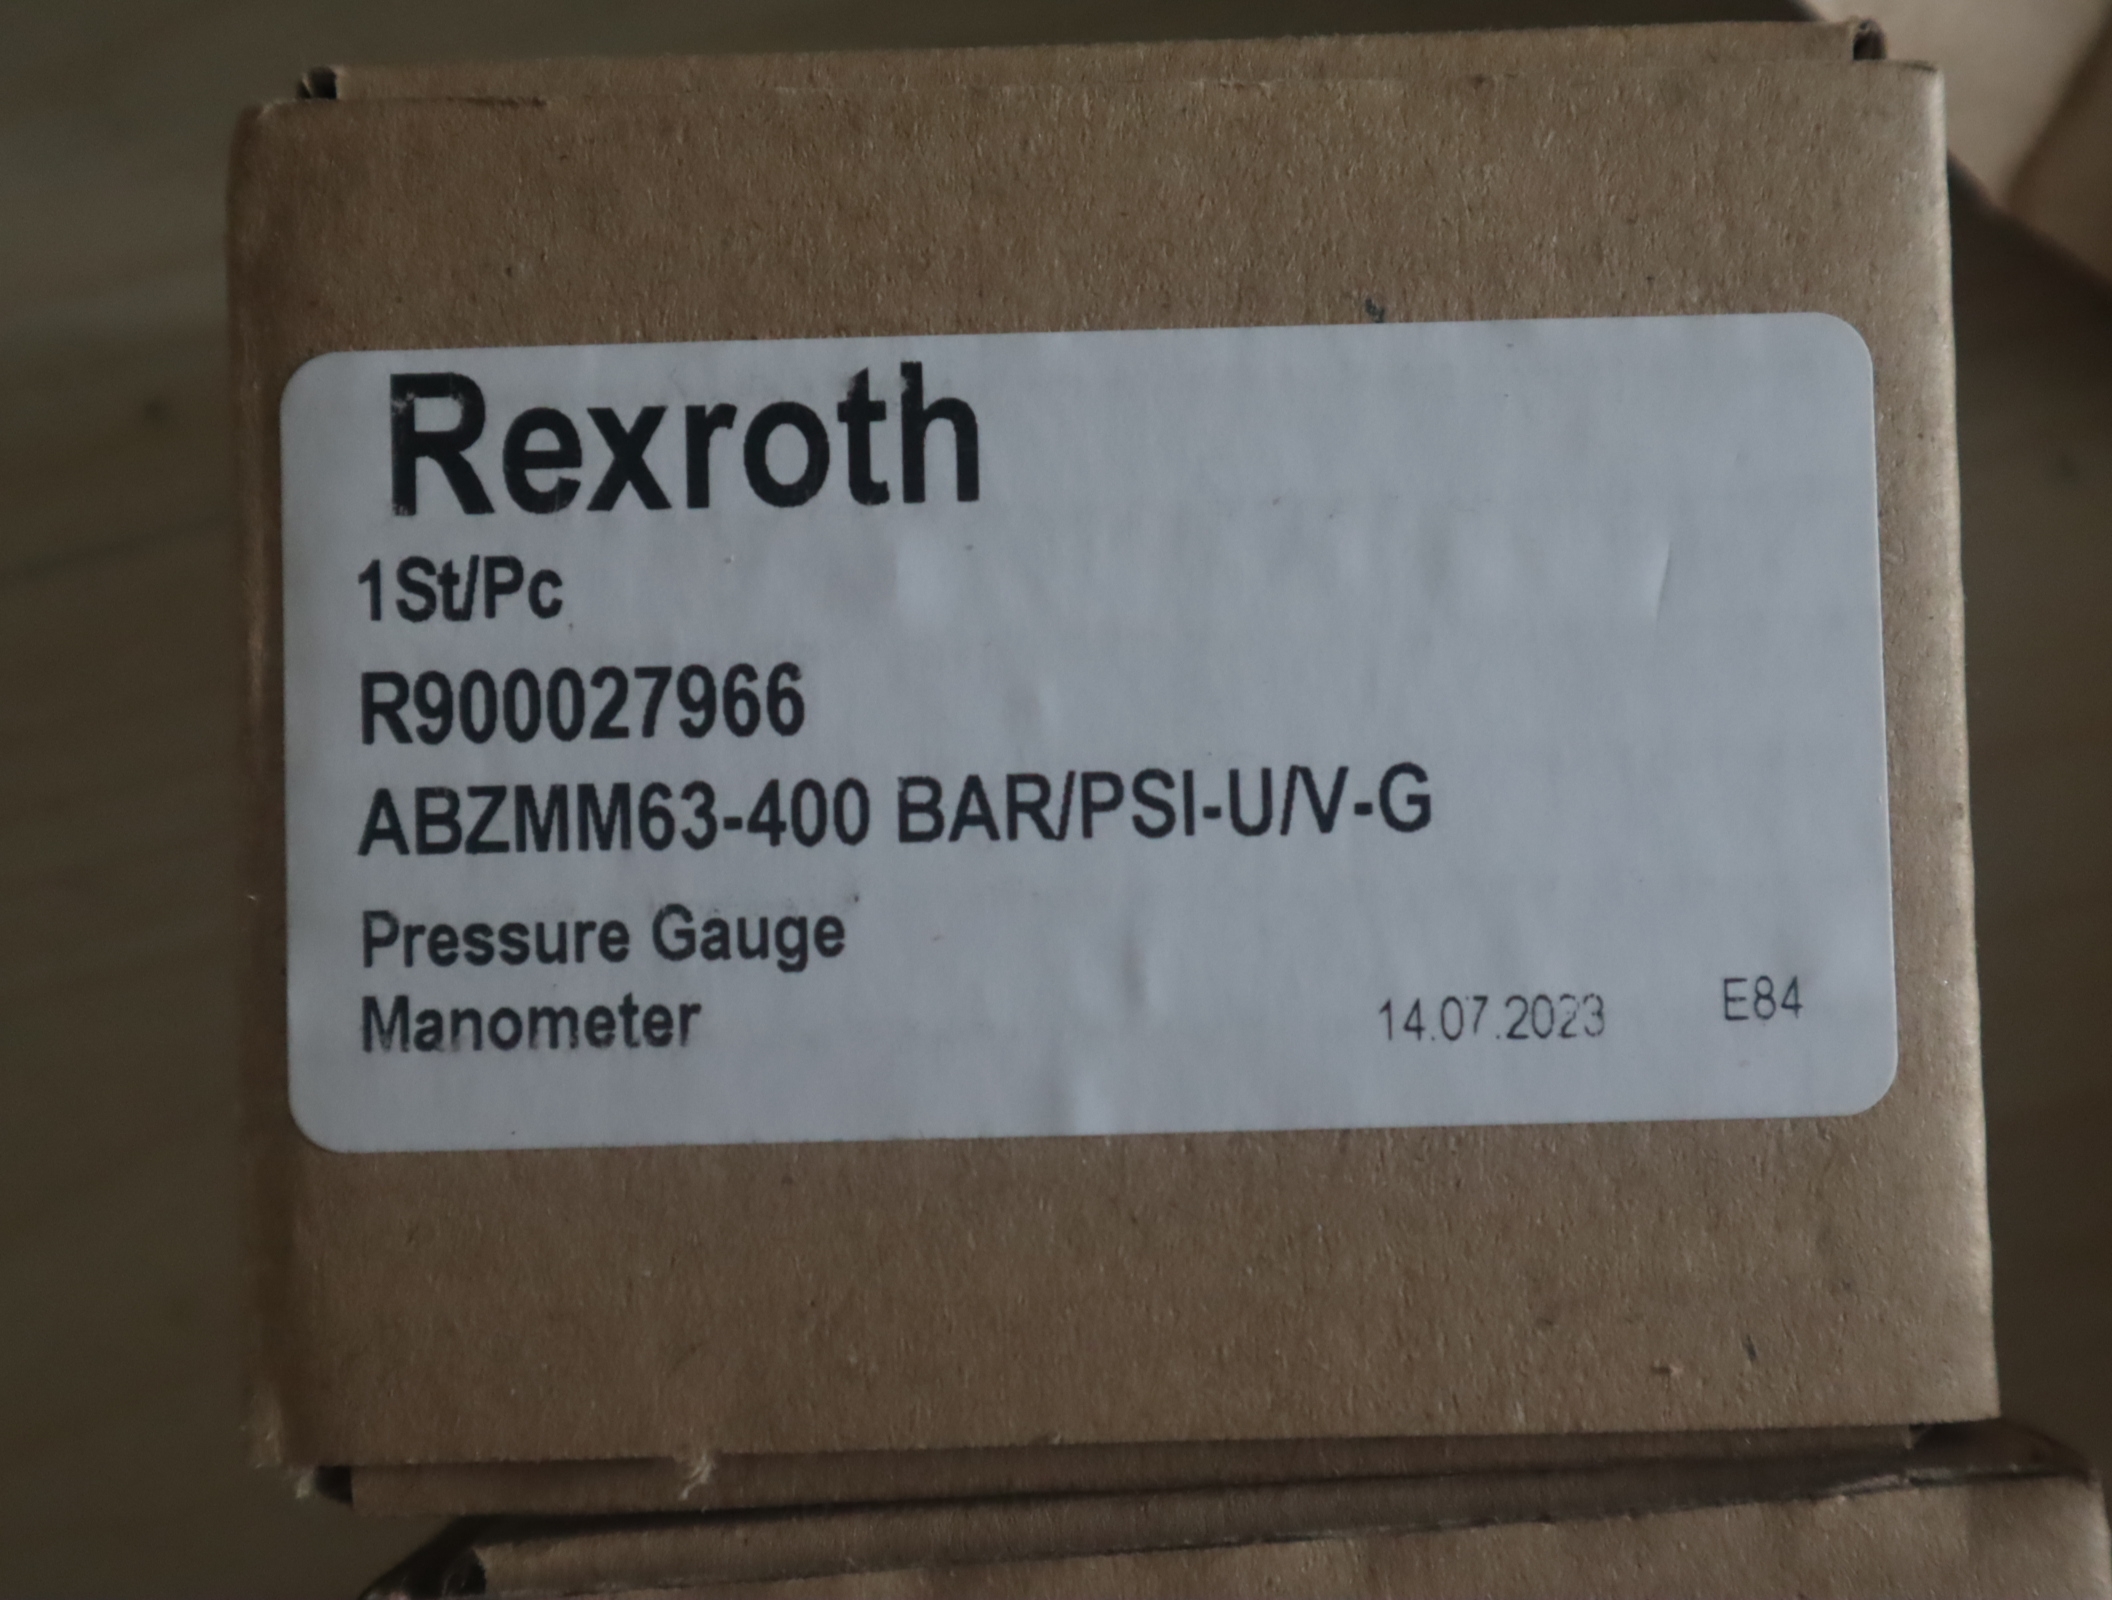 Rexroth
1St/Pc
R900027966
ABZMM63-400 BAR/PSI-U/V-G
Pressure Gauge
Manometer
14.07.2023 E84